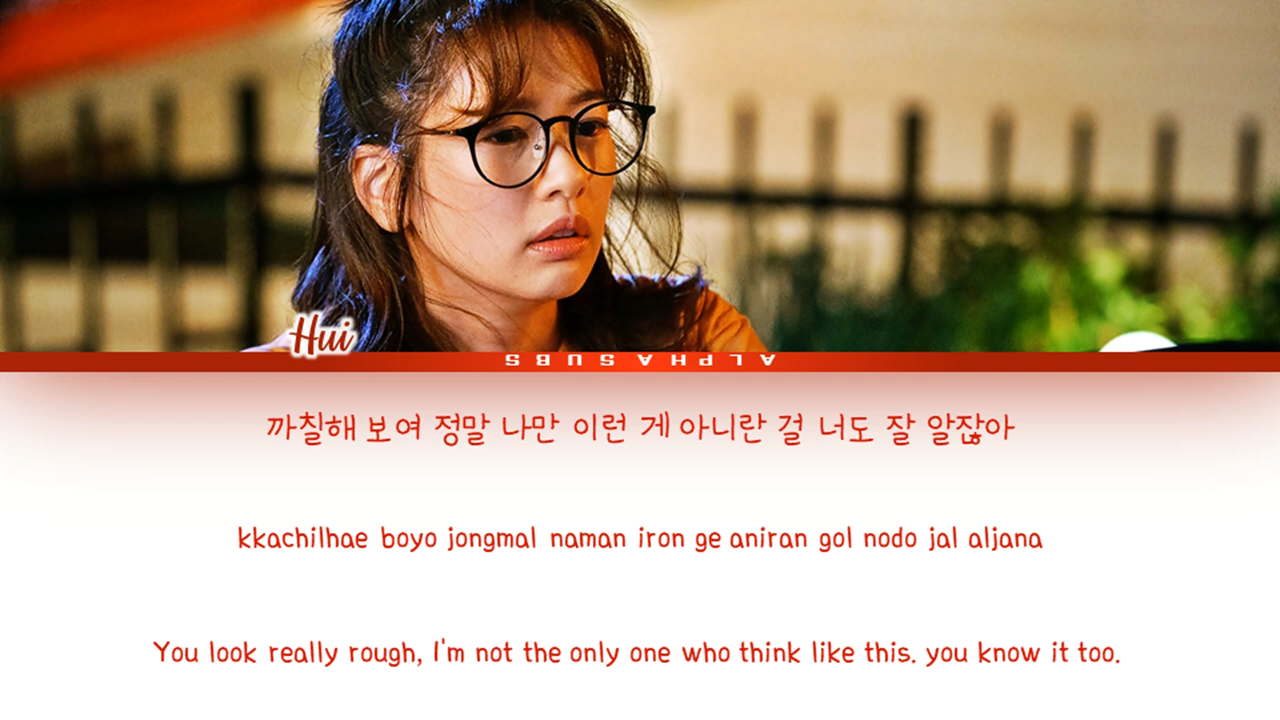 Hui
ALPHASUBS
까칠해 보여 정말 나만 이런 게 아니란 걸 너도 잘 알잖아
kkachilhae boyo jongmal naman iron ge aniran gol nodo jal aljana
You look really rough, I'm not the only one who think like this. you know it too.